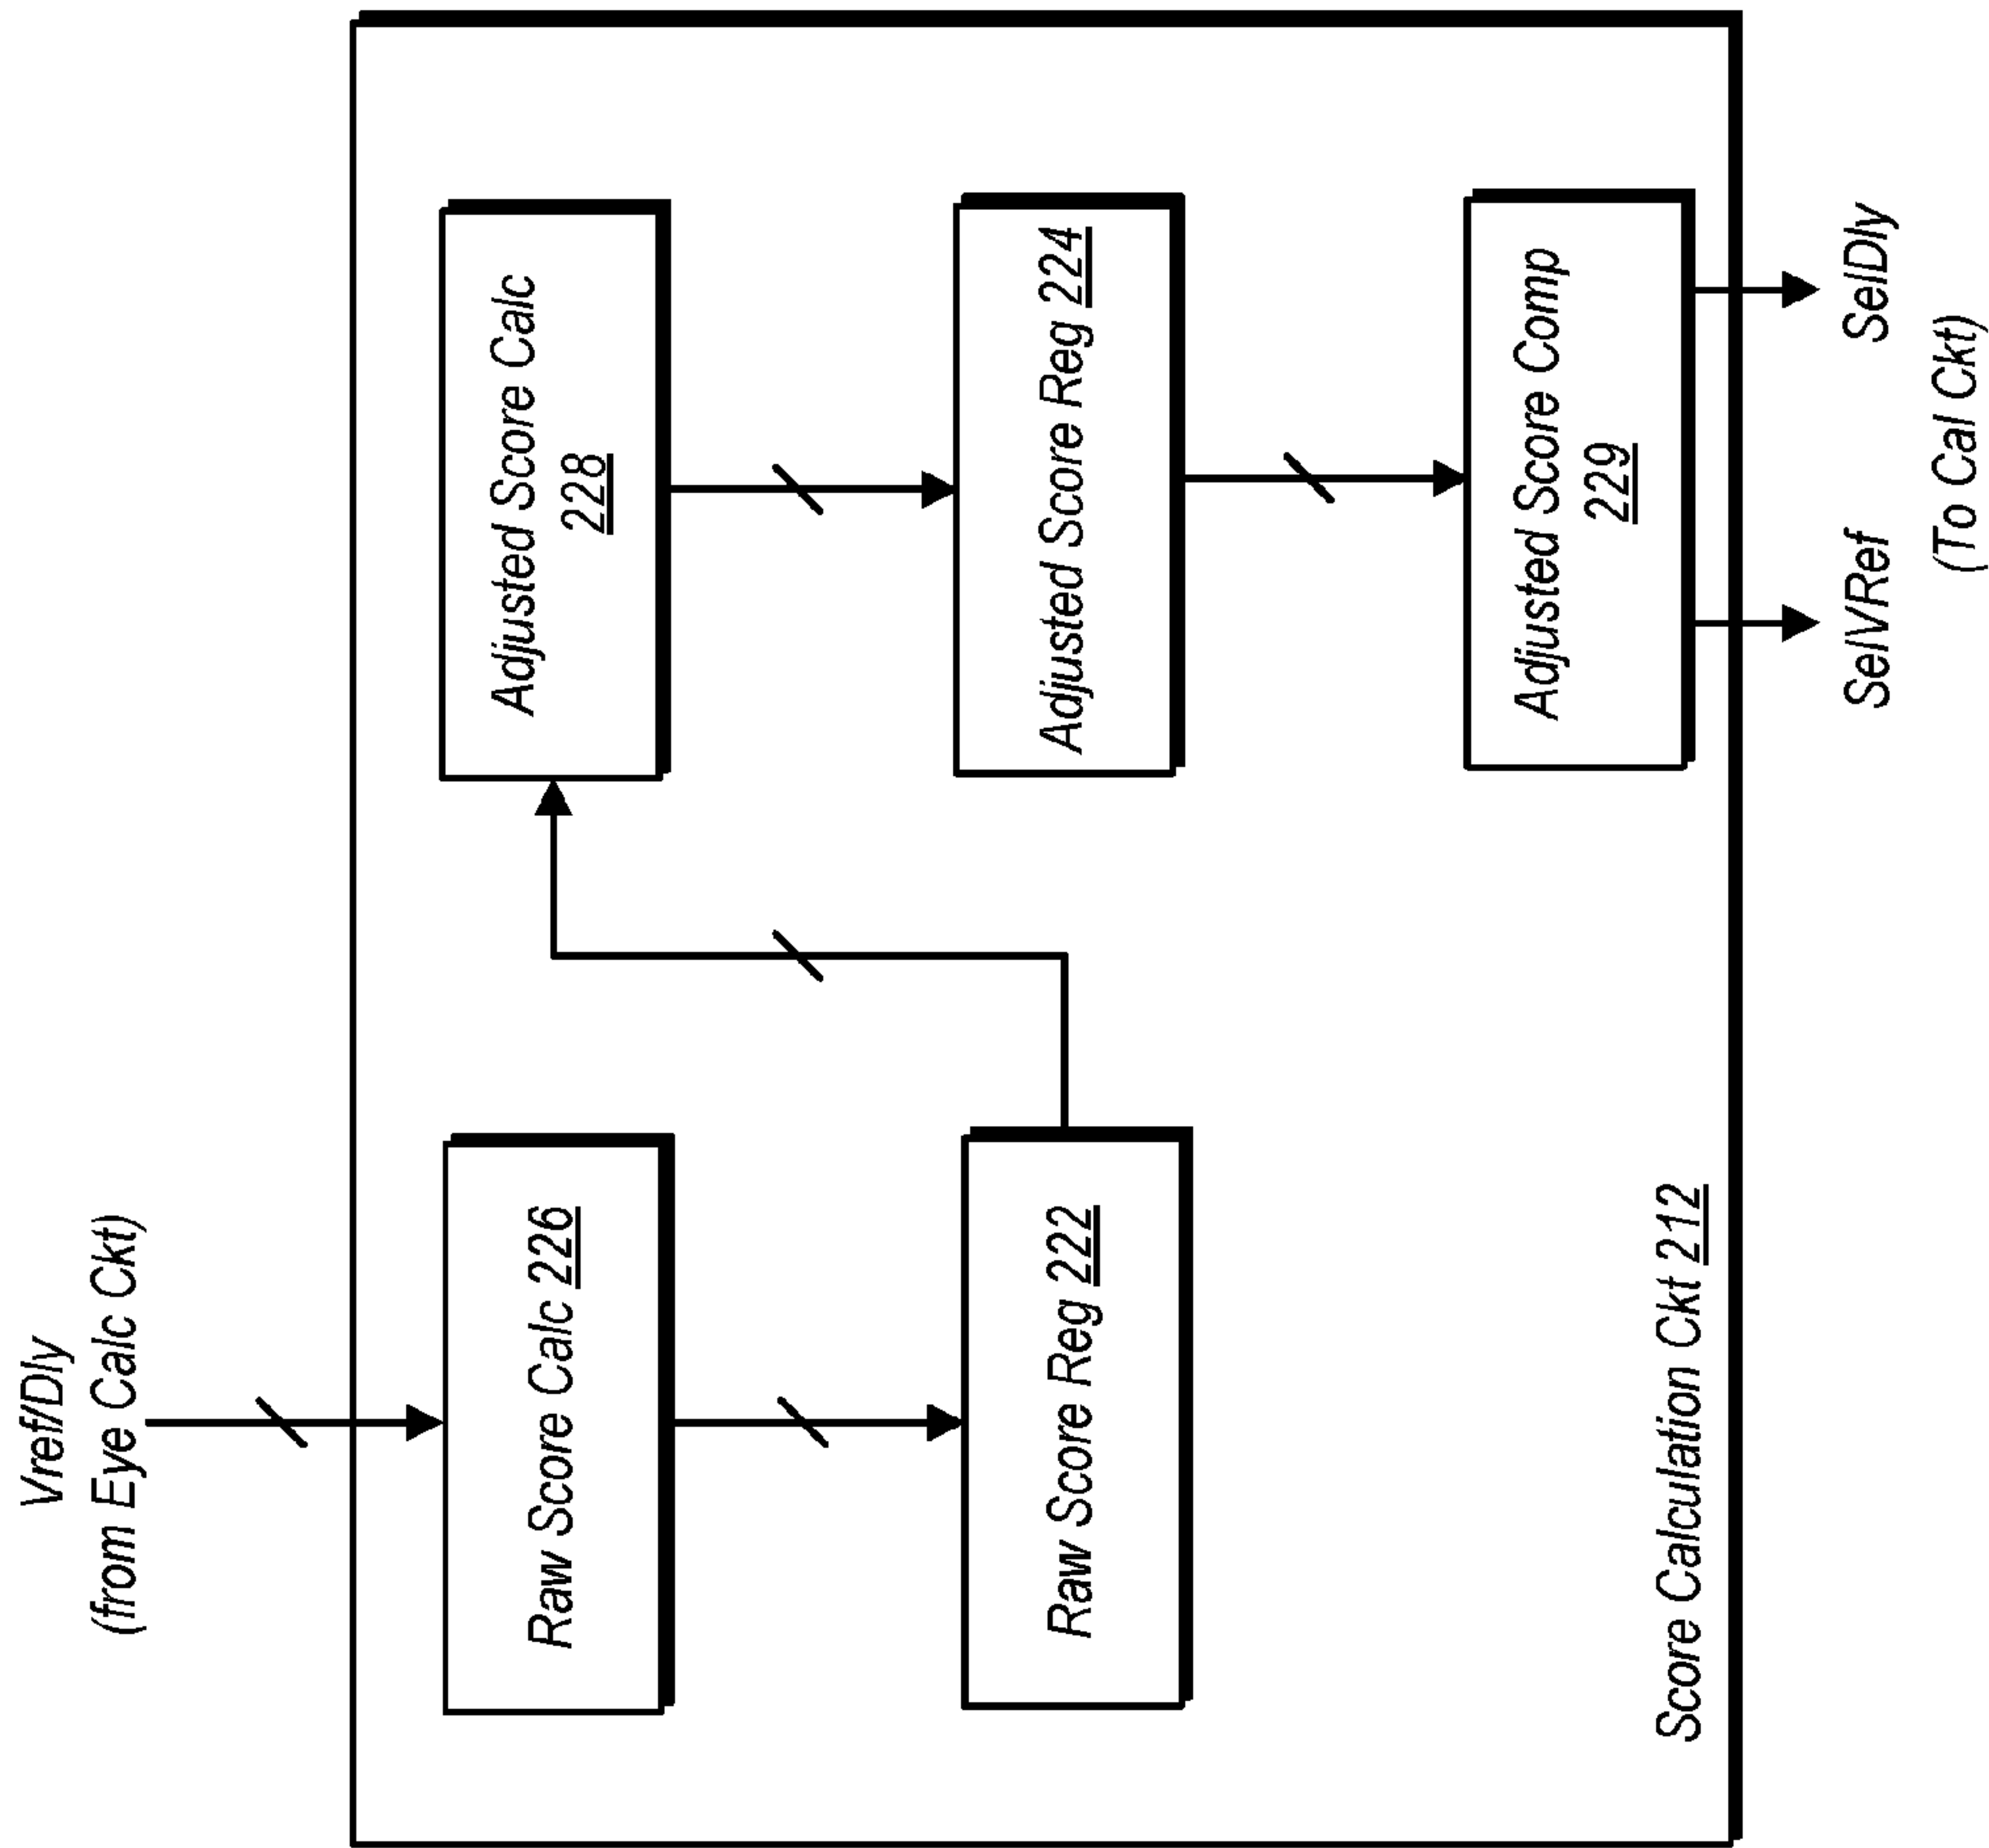 Vref/Dly
(from Eye Calc Ckt)
Raw Score Calc 226
Raw Score Reg 222
Adjusted Score Calc
228
Adjusted Score Reg 224
Adjusted Score Comp
229
Score Calculation Ckt 212
SelVRef
SelDly
(To Cal Ckt)